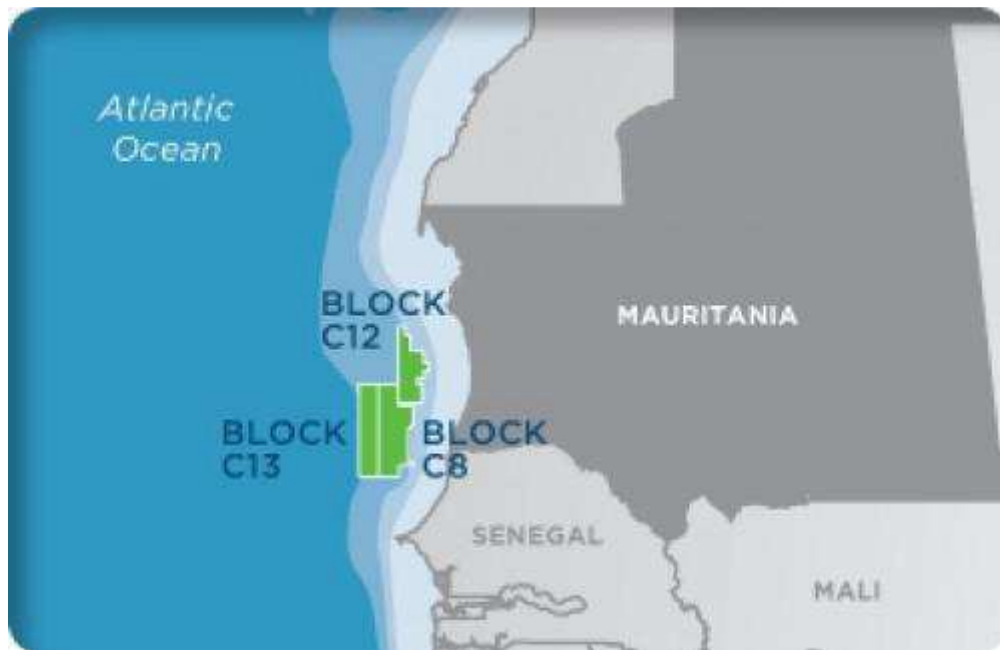 Atlantic
Ocean
BLOCK
C12
MAURITANIA
BLOCK
C13
BLOCK
C8
SENEGAL
MALI